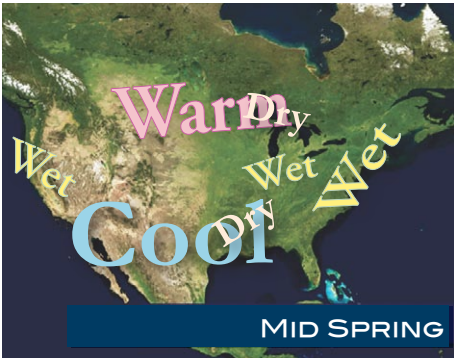 Warm
Dry
Wet
Wet
Wet
Dry
Cool
MID SPRING